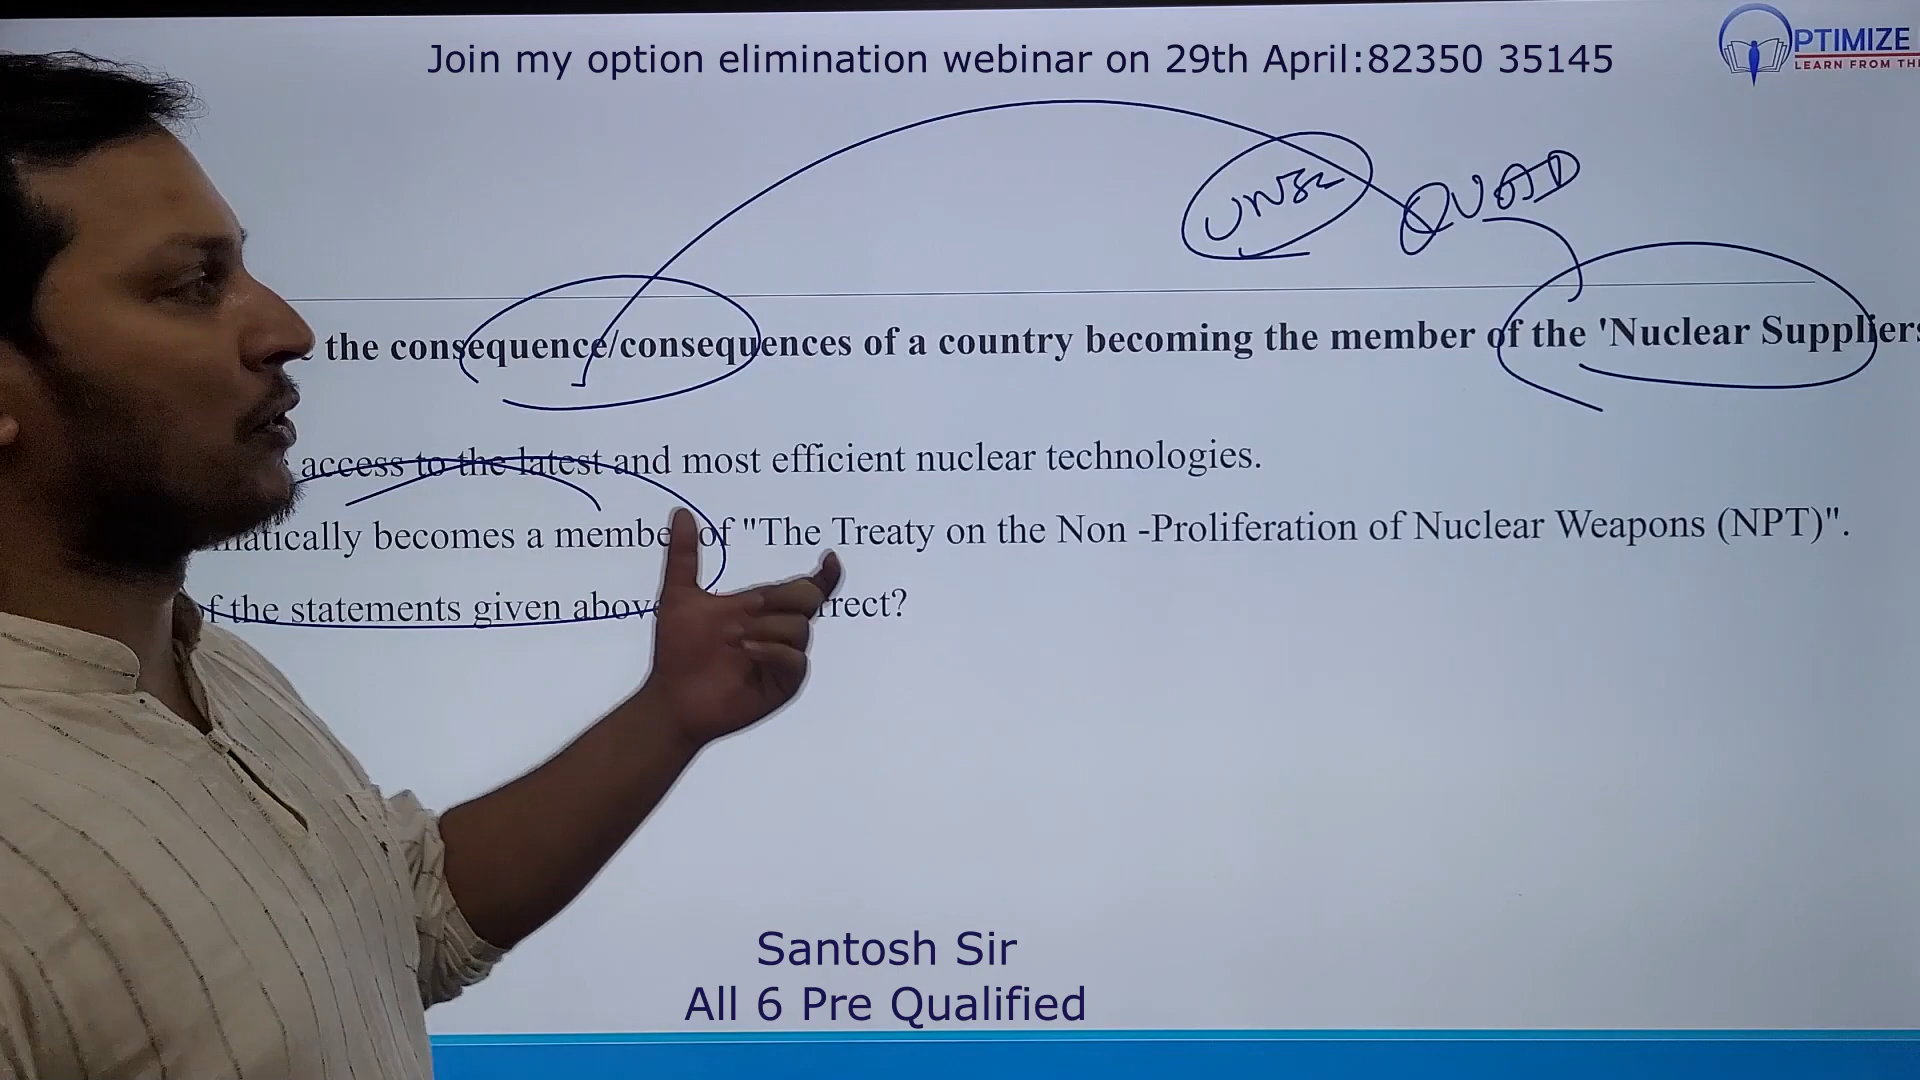 Join my option elimination webinar on 29th April:82350 35145
PTIMIZE
LEARN FROM THE
UNSC
QUAD
the consequence/consequences of a country becoming the member of the 'Nuclear Suppliers
access to the latest and most efficient nuclear technologies.
matically becomes a membe of "The Treaty on the Non -Proliferation of Nuclear Weapons (NPT)".
f the statements given above rrect?
Santosh Sir
All 6 Pre Qualified